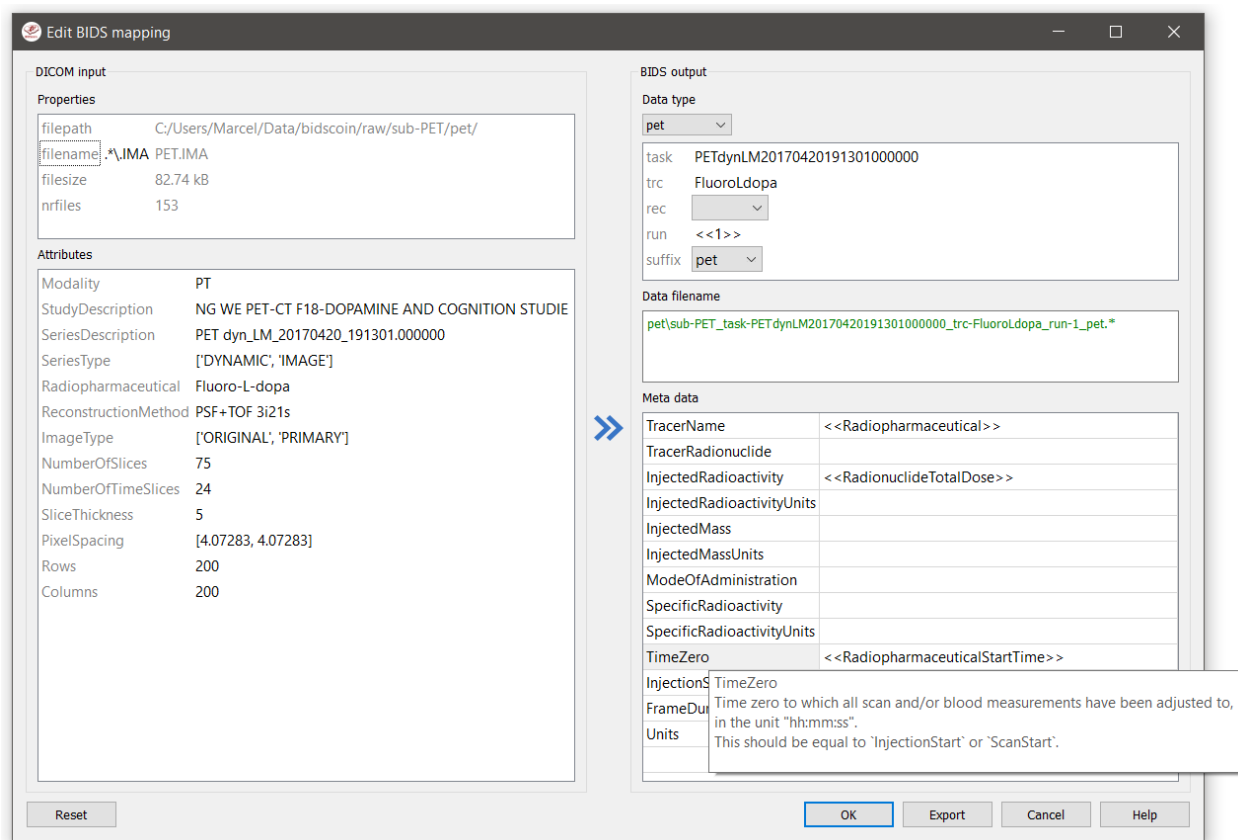 Edit BIDS mapping
DICOM input
Properties
filepath C:/Users/Marcel/Data/bidscoin/raw/sub-PET/pet/
filename .*\.IMA PET.IMA
filesize 82.74 kB
nrfiles 153
Attributes
Modality PT
StudyDescription NG WE PET-CT F18-DOPAMINE AND COGNITION STUDIE
SeriesDescription PET dyn_LM_20170420_191301.000000
SeriesType ['DYNAMIC', 'IMAGE']
Radiopharmaceutical Fluoro-L-dopa
ReconstructionMethod PSF+TOF 3i21s
ImageType ['ORIGINAL', 'PRIMARY']
NumberOfSlices 75
NumberOfTimeSlices 24
SliceThickness 5
PixelSpacing [4.07283, 4.07283]
Rows 200
Columns 200
BIDS output
Data type
pet
task PETdynLM20170420191301000000
trc FluoroLdopa
rec
run <<1>>
suffix pet
Data filename
pet\sub-PET_task-PETdynLM20170420191301000000_trc-FluoroLdopa_run-1_pet.*
Meta data
TracerName <<Radiopharmaceutical>>
TracerRadionuclide
InjectedRadioactivity <<RadionuclideTotalDose>>
InjectedRadioactivityUnits
InjectedMass
InjectedMassUnits
ModeOfAdministration
SpecificRadioactivity
SpecificRadioactivityUnits
TimeZero <<RadiopharmaceuticalStartTime>>
InjectionS
FrameDur
Units
TimeZero
Time zero to which all scan and/or blood measurements have been adjusted to,
in the unit "hh:mm:ss".
This should be equal to `InjectionStart` or `ScanStart`.
Reset OK Export Cancel Help